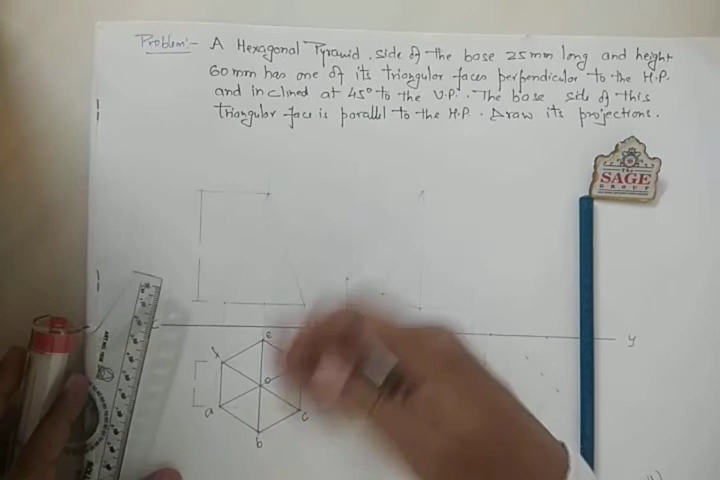 Problem:- A Hexagonal Pyramid, side of the base 25mm long and height
60mm has one of its triangular faces perpendicular to the H.P.
and inclined at 45° to the V.P. The base side of this
triangular face is parallel to the H.P. Draw its projections.
The
SAGE
GROUP
y
e
f
o
a
c
b